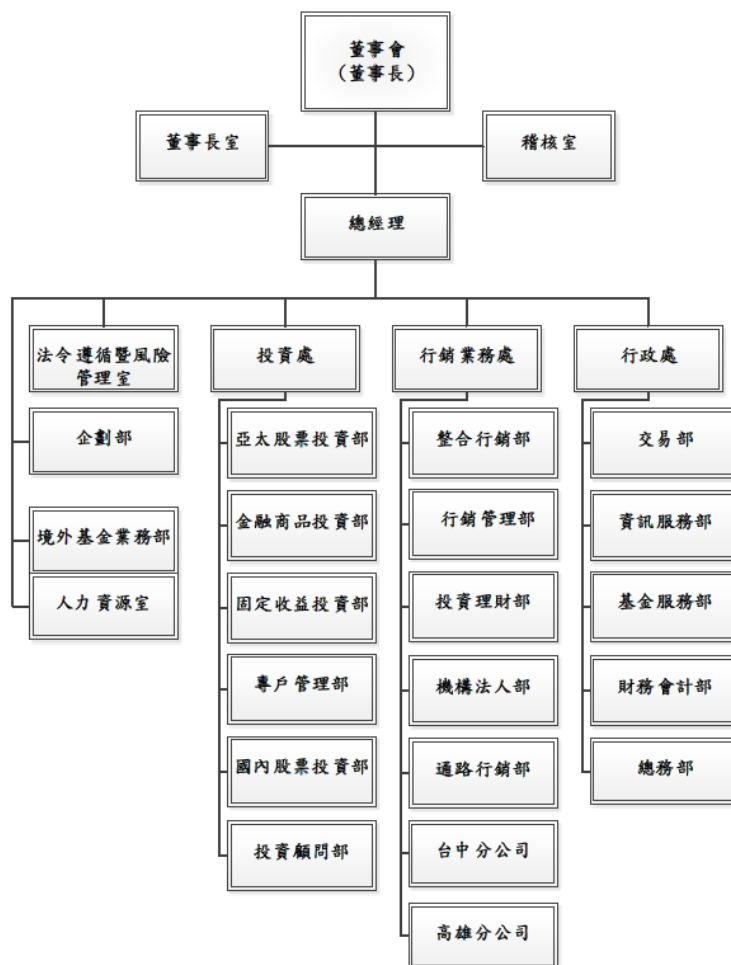 董事會
（董事長）
董事長室
稽核室
總經理
法令遵循暨風險
管理室
投資處
行銷業務處
行政處
企劃部
亞太股票投資部
整合行銷部
交易部
境外基金業務部
金融商品投資部
行銷管理部
資訊服務部
人力資源室
固定收益投資部
投資理財部
基金服務部
專戶管理部
機構法人部
財務會計部
國內股票投資部
通路行銷部
總務部
投資顧問部
台中分公司
高雄分公司